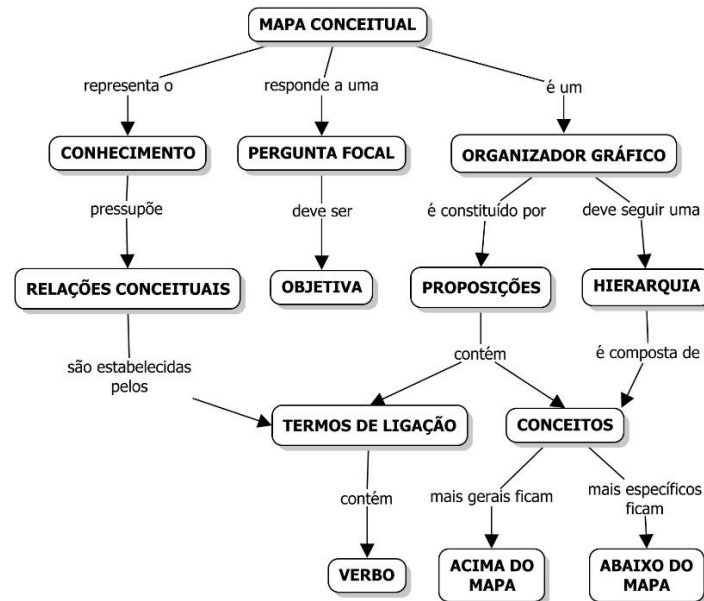 MAPA CONCEITUAL
representa o
responde a uma
é um
CONHECIMENTO
PERGUNTA FOCAL
ORGANIZADOR GRÁFICO
pressupõe
deve ser
é constituído por
deve seguir uma
RELAÇÕES CONCEITUAIS
OBJETIVA
PROPOSIÇÕES
HIERARQUIA
são estabelecidas
pelos
contém
é composta de
TERMOS DE LIGAÇÃO
CONCEITOS
contém
mais gerais ficam
mais específicos
ficam
VERBO
ACIMA DO
MAPA
ABAIXO DO
MAPA